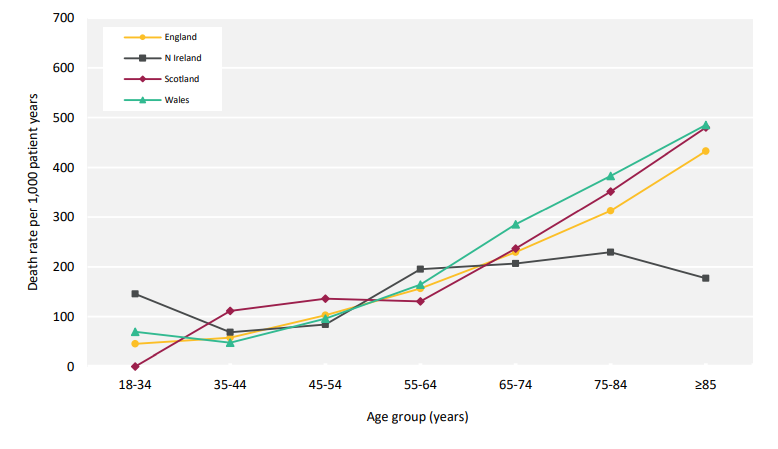 700
600
500
400
300
200
100
0
England
N Ireland
Scotland
Wales
Death rate per 1,000 patient years
18-34 35-44 45-54 55-64 65-74 75-84 ≥85
Age group (years)